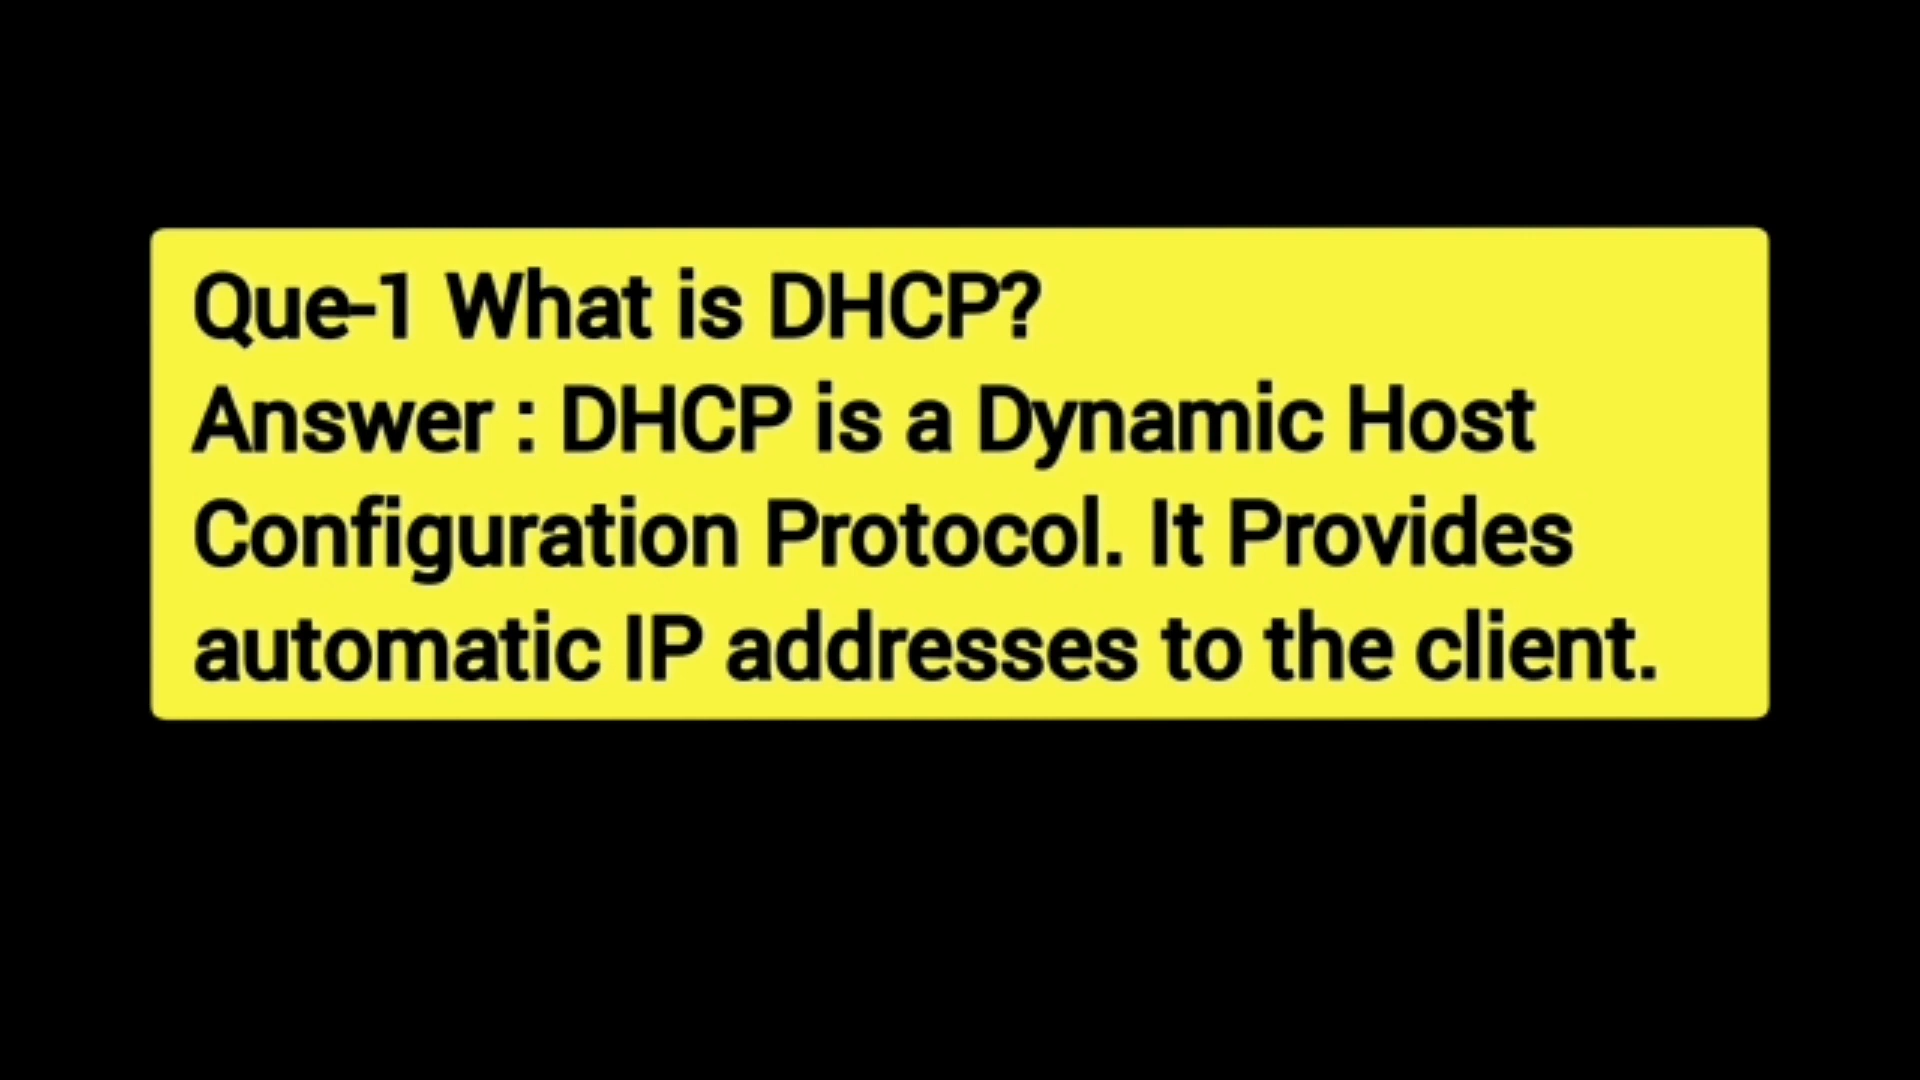 Que-1 What is DHCP?
Answer : DHCP is a Dynamic Host
Configuration Protocol. It Provides
automatic IP addresses to the client.